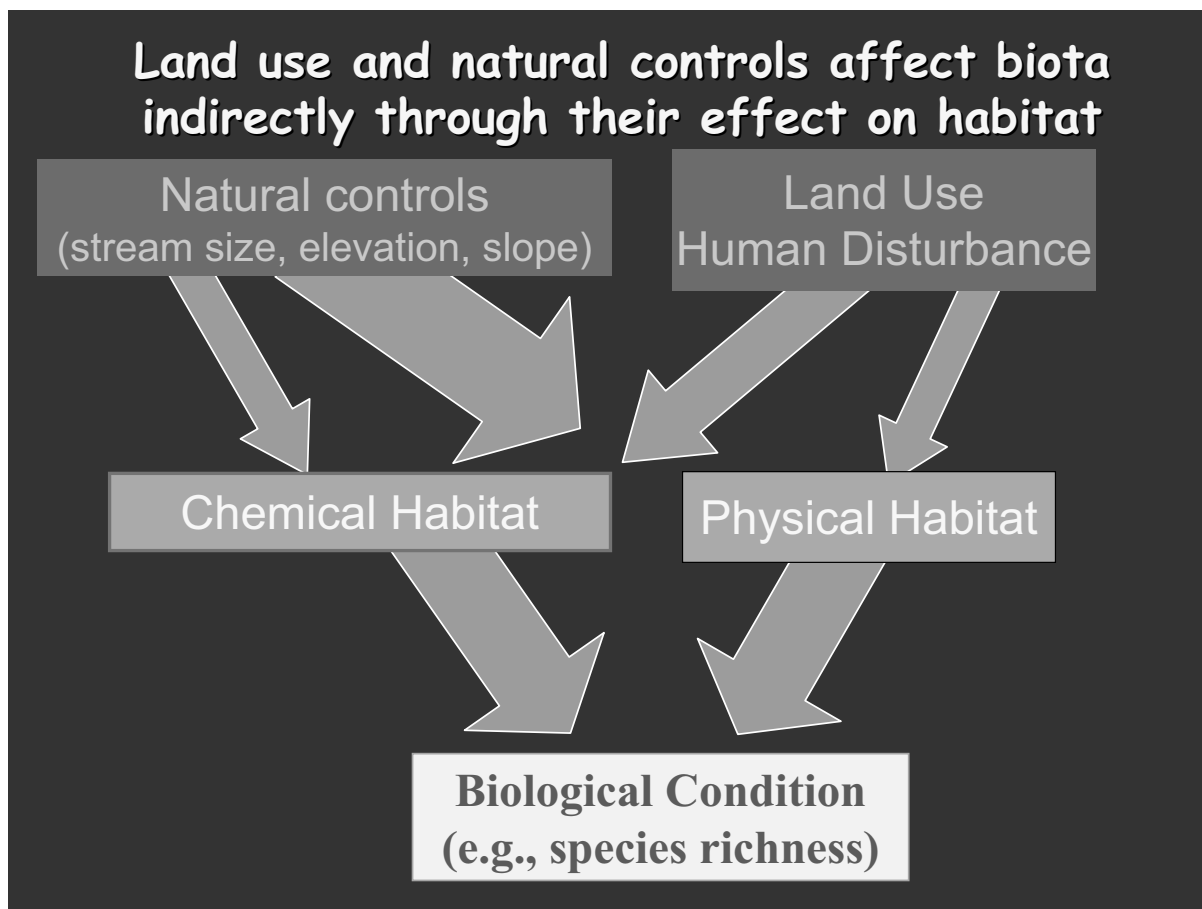 Land use and natural controls affect biota
indirectly through their effect on habitat
Natural controls
(stream size, elevation, slope)
Land Use
Human Disturbance
Chemical Habitat
Physical Habitat
Biological Condition
(e.g., species richness)